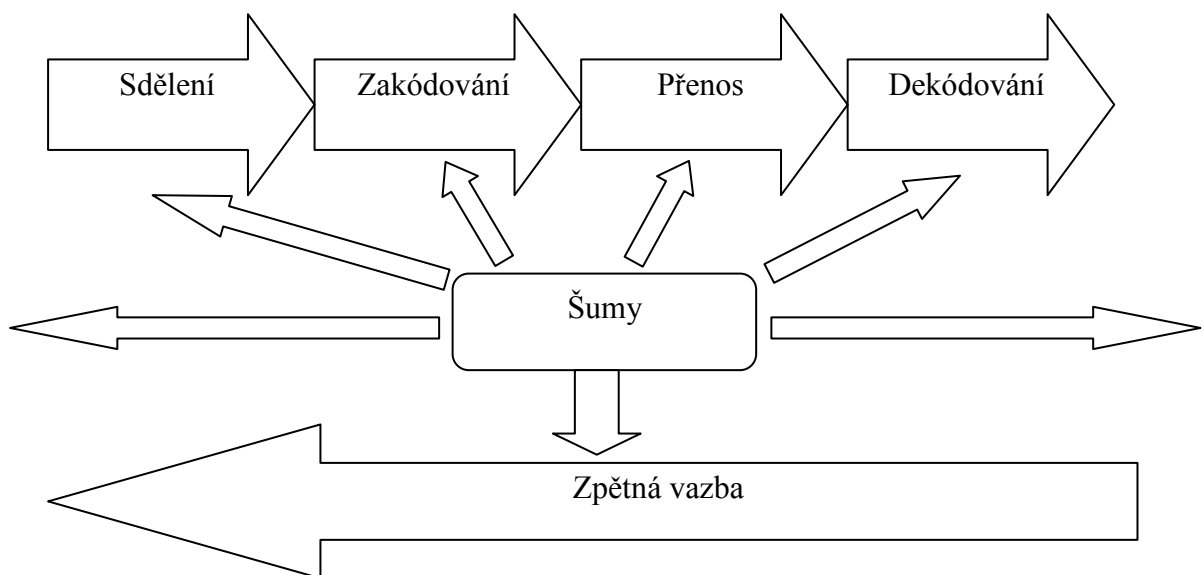 Sdělení
Zakódování
Přenos
Dekódování
Šumy
Zpětná vazba